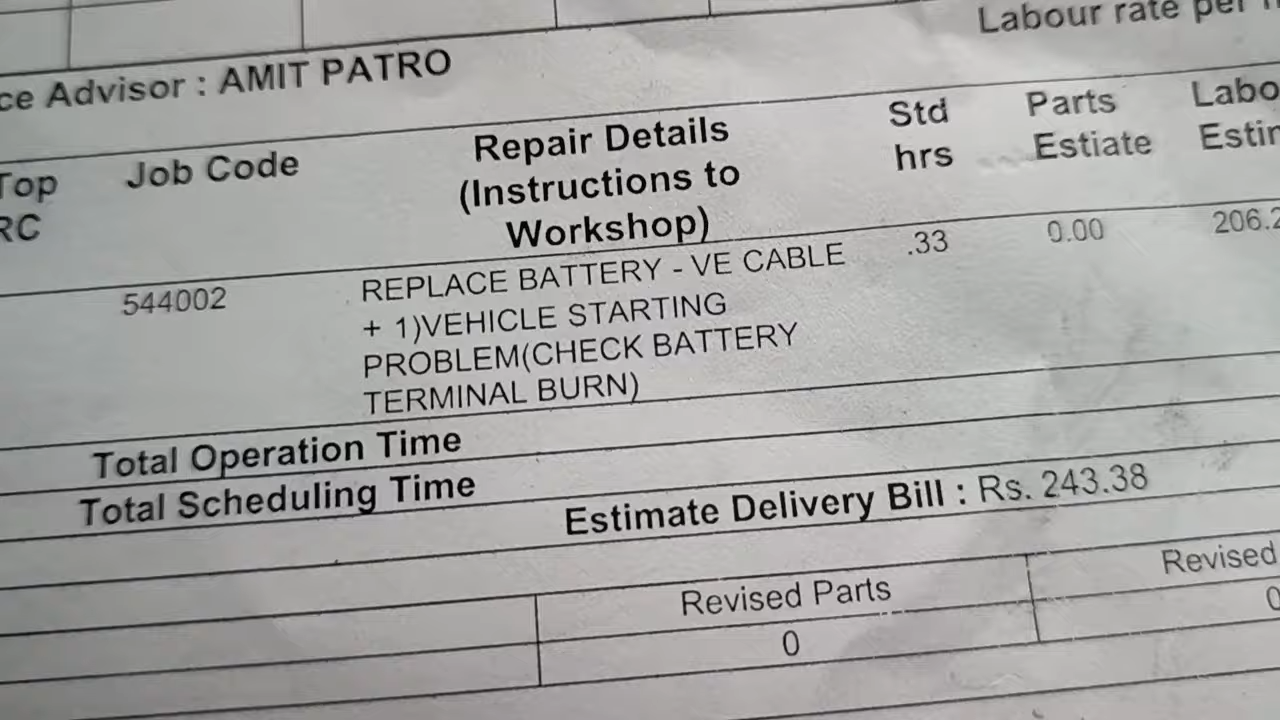 Labour rate per
ce Advisor : AMIT PATRO
Top RC
Job Code
Repair Details
(Instructions to
Workshop)
Std
hrs
Parts
Estiate
Labo
Estim
544002
REPLACE BATTERY - VE CABLE
+ 1)VEHICLE STARTING
PROBLEM(CHECK BATTERY
TERMINAL BURN)
.33
0.00
206.2
Total Operation Time
Total Scheduling Time
Estimate Delivery Bill : Rs. 243.38
Revised Parts
Revised
0
0